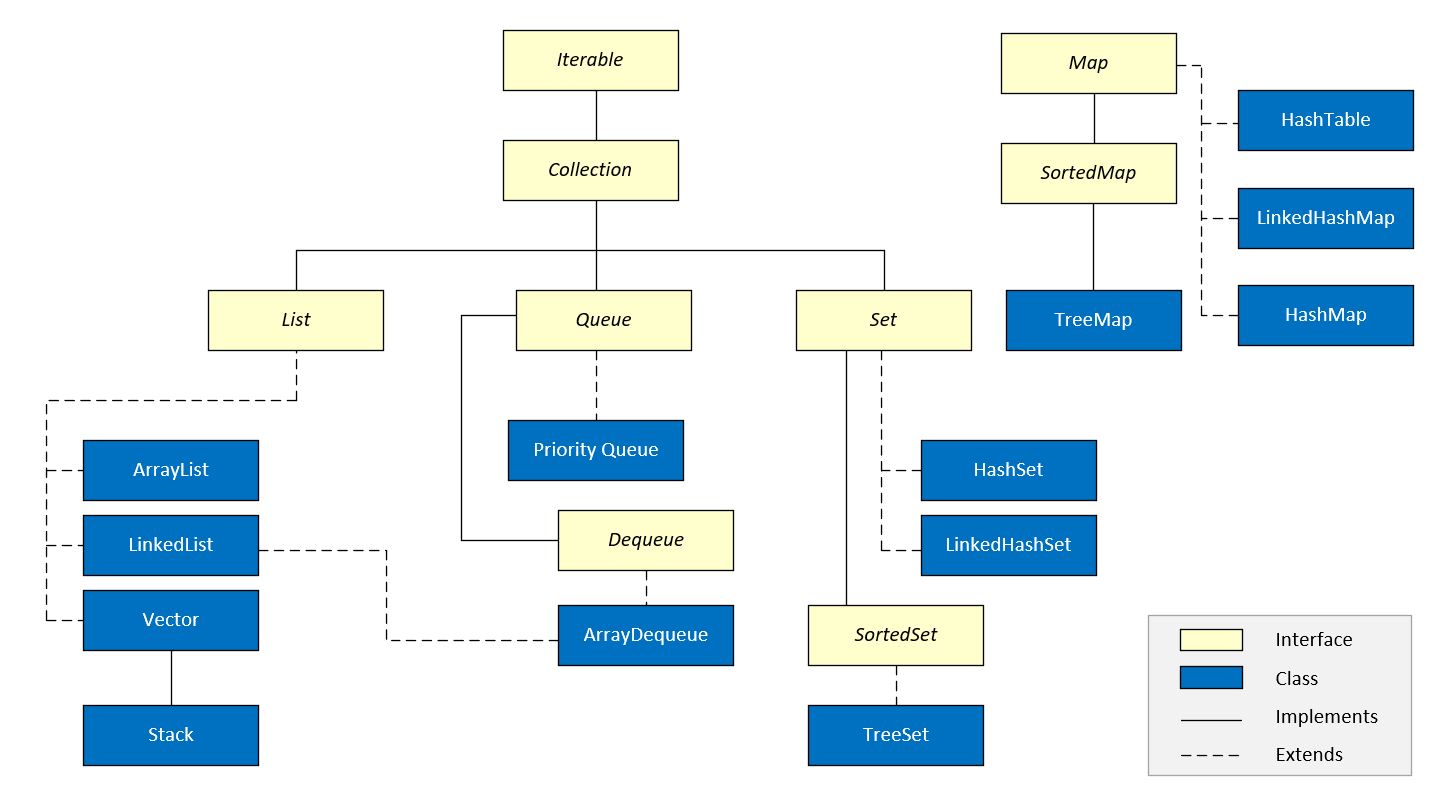 Iterable
Map
HashTable
Collection
SortedMap
LinkedHashMap
List
Queue
Set
TreeMap
HashMap
ArrayList
Priority Queue
HashSet
LinkedList
Dequeue
LinkedHashSet
Vector
ArrayDequeue
SortedSet
Stack
TreeSet
Interface
Class
Implements
Extends